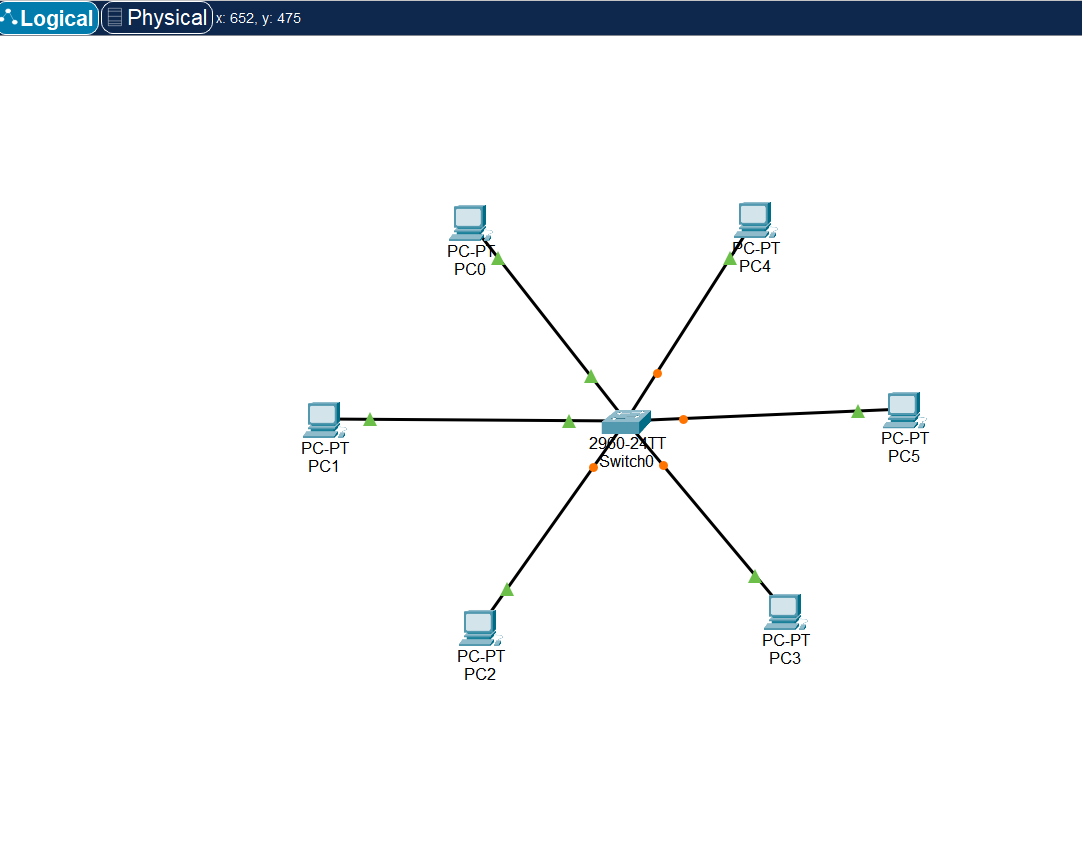 Logical Physical x: 652, y: 475
PC-PT
PC0
PC-PT
PC4
PC-PT
PC1
2960-24TT
Switch0
PC-PT
PC5
PC-PT
PC2
PC-PT
PC3